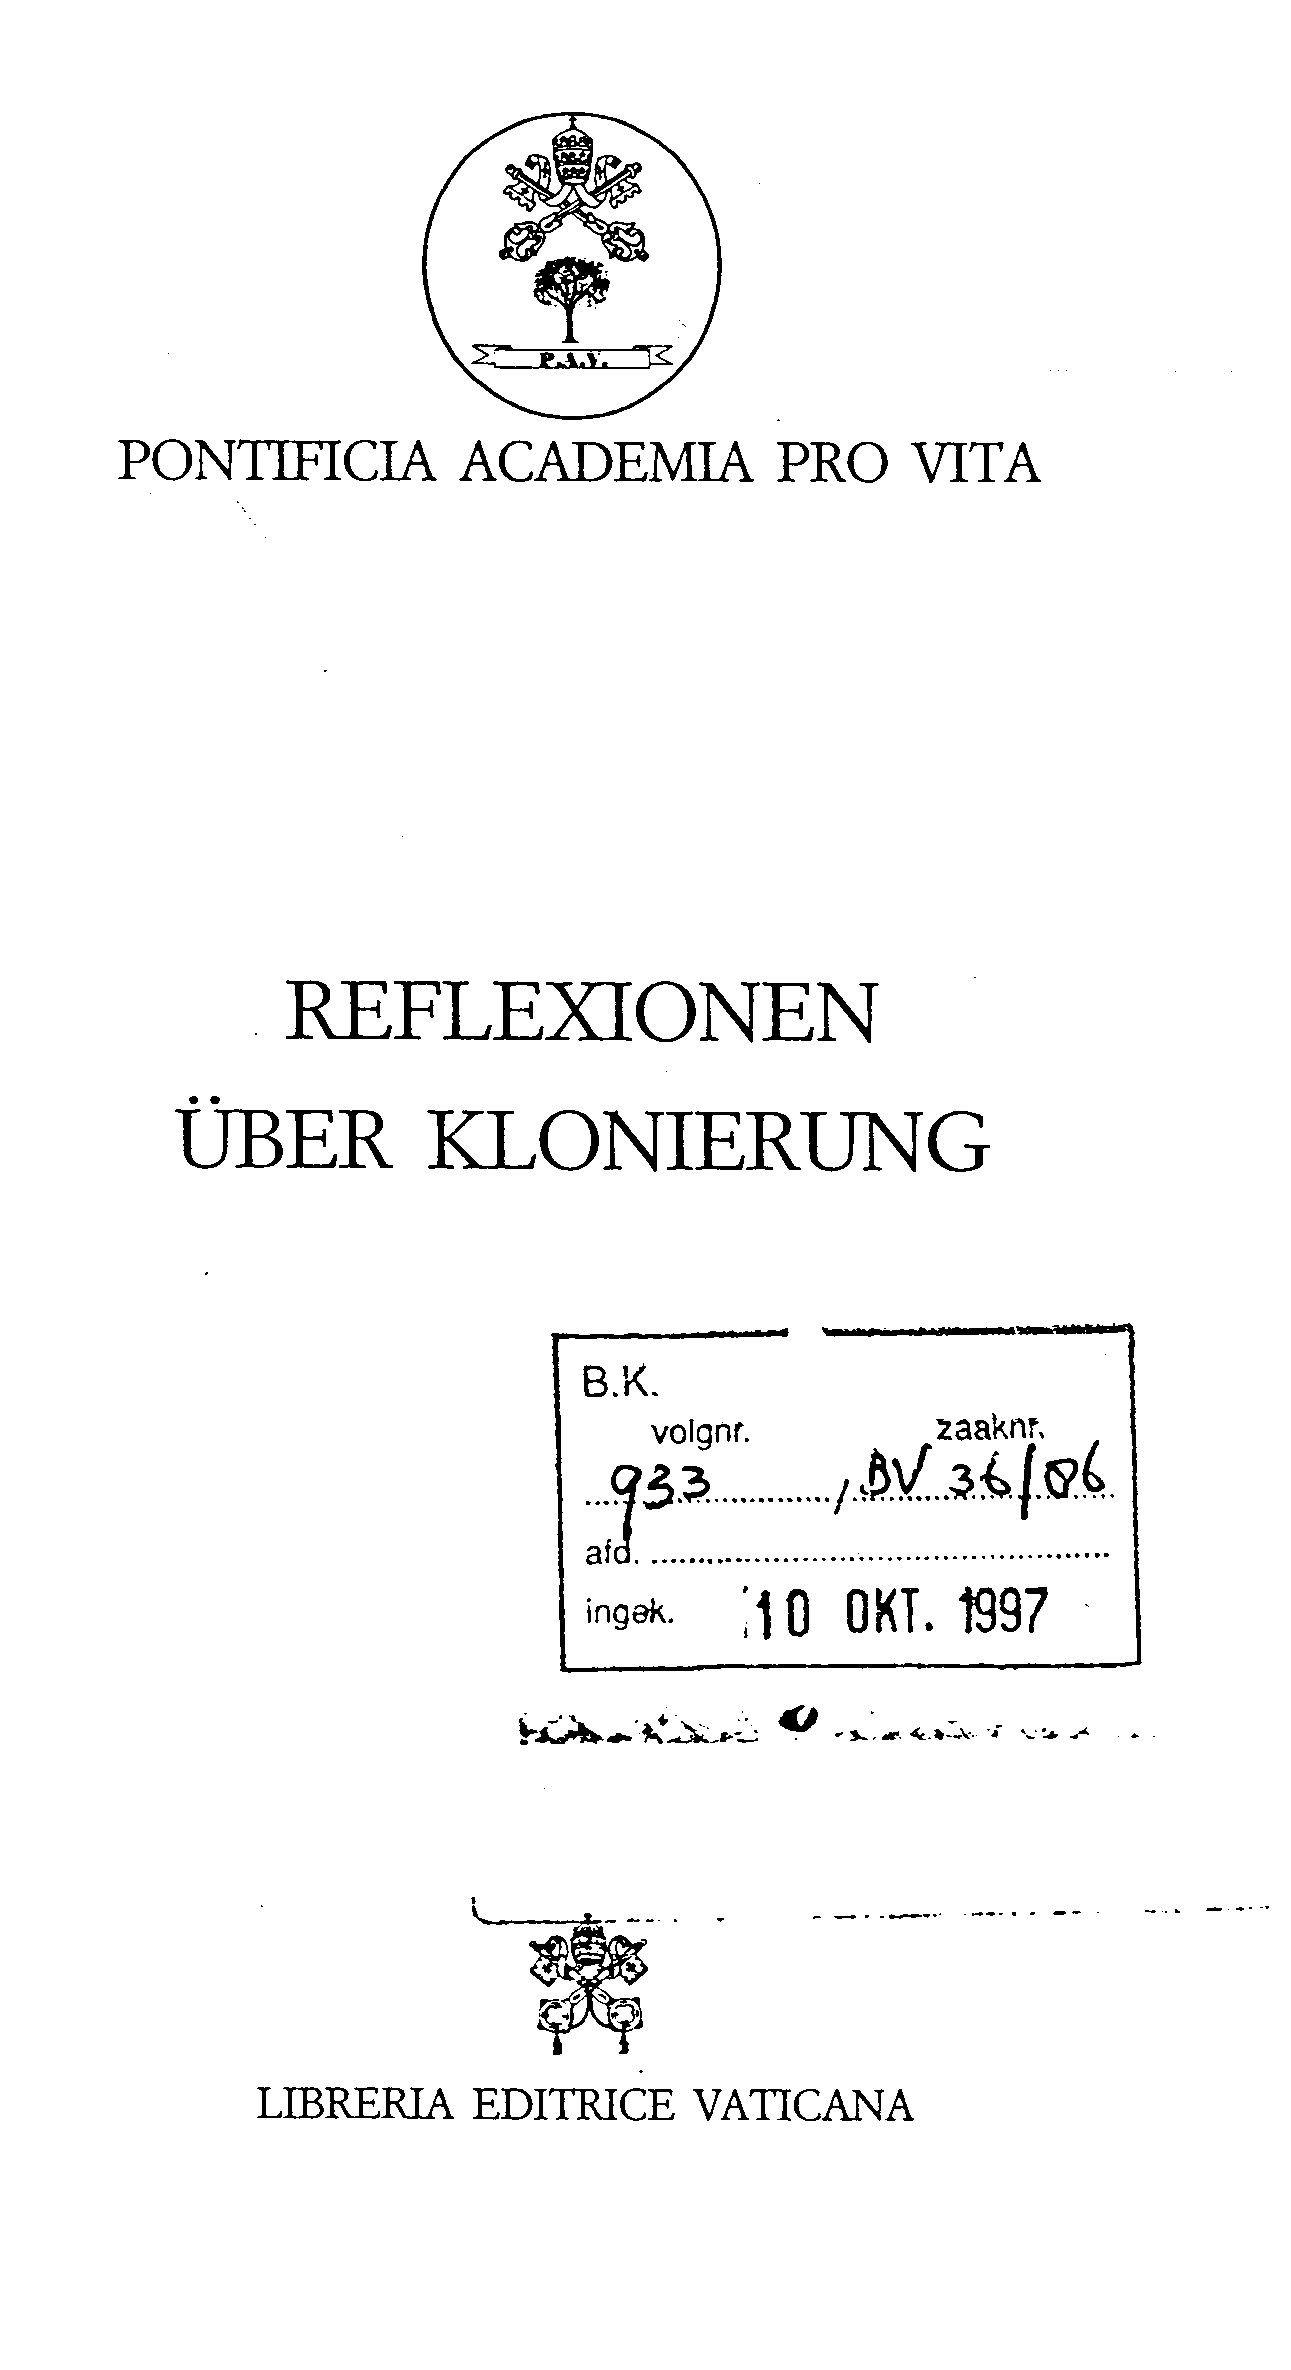 P.A.V.
PONTIFICIA ACADEMIA PRO VITA
REFLEXIONEN
ÜBER KLONIERUNG
B.K.
volgnr. zaaknr.
933 / BV 36/86
afd.
ingek. 10 OKT. 1997
LIBRERIA EDITRICE VATICANA